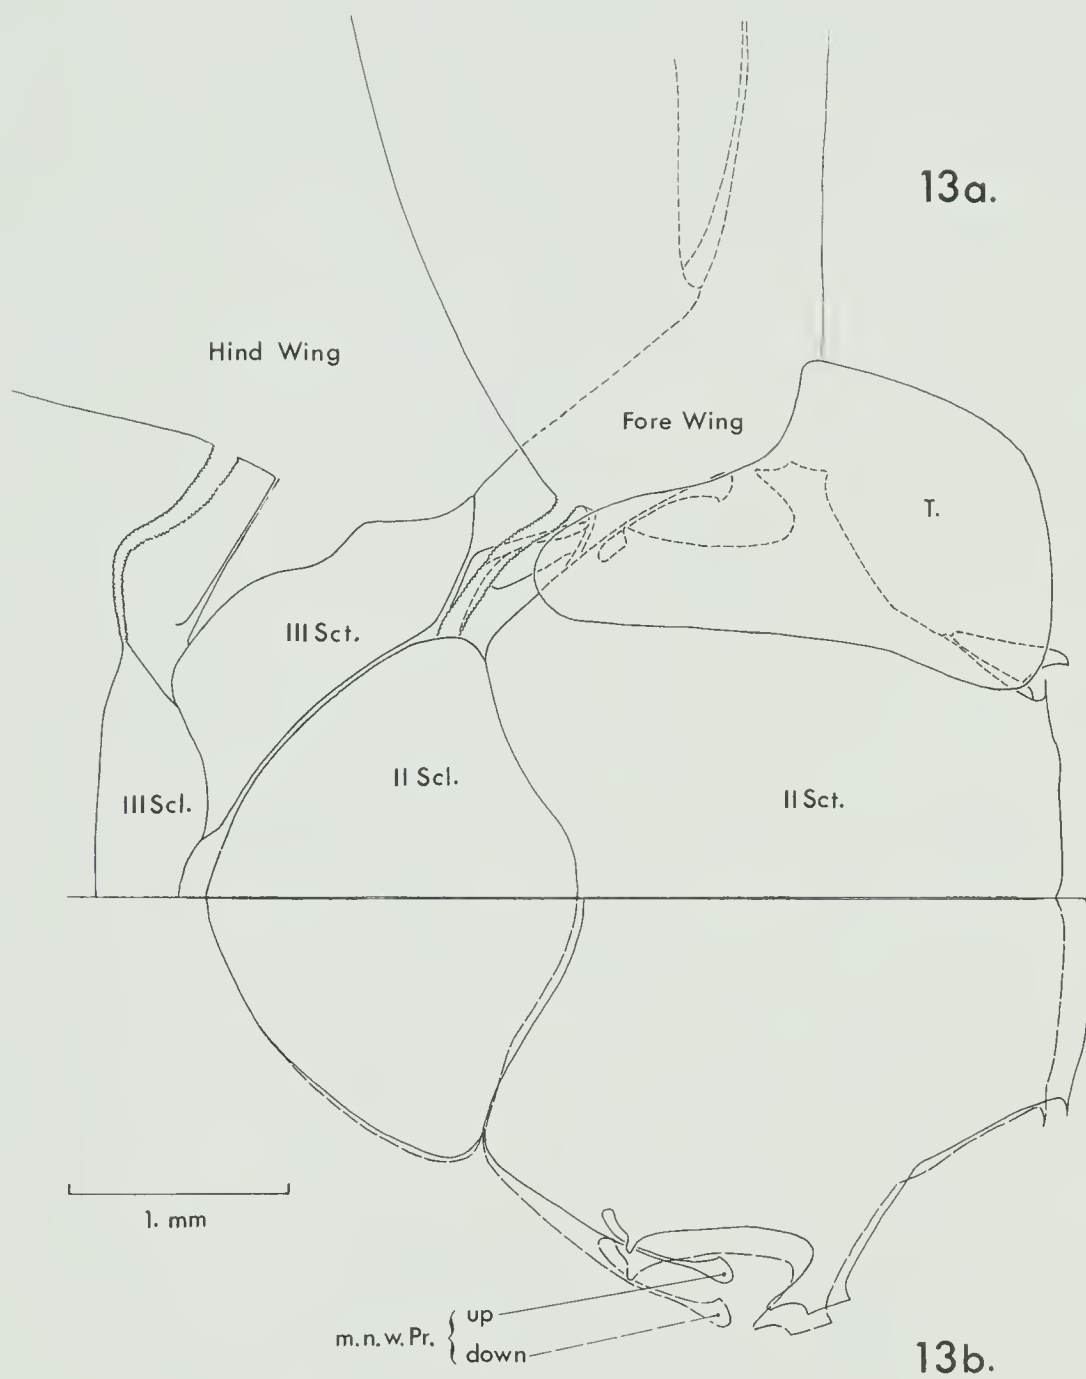 13a.
Hind Wing
Fore Wing
T.
III Sct.
II Scl.
II Sct.
III Scl.
1. mm
up
m.n.w.Pr. {
down
13b.